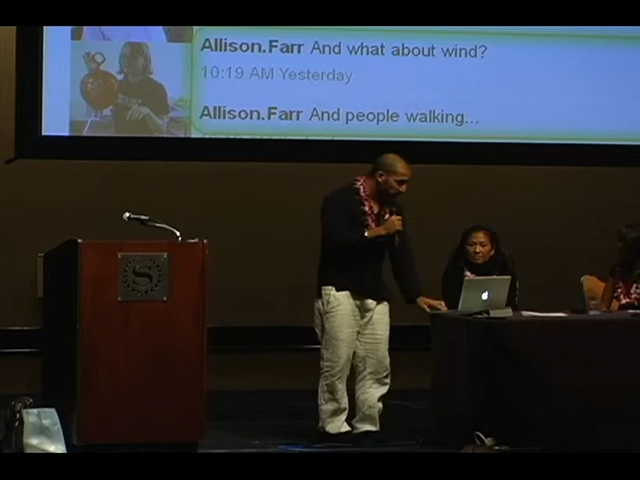 Allison.Farr And what about wind?
10:19 AM Yesterday
Allison.Farr And people walking...
S